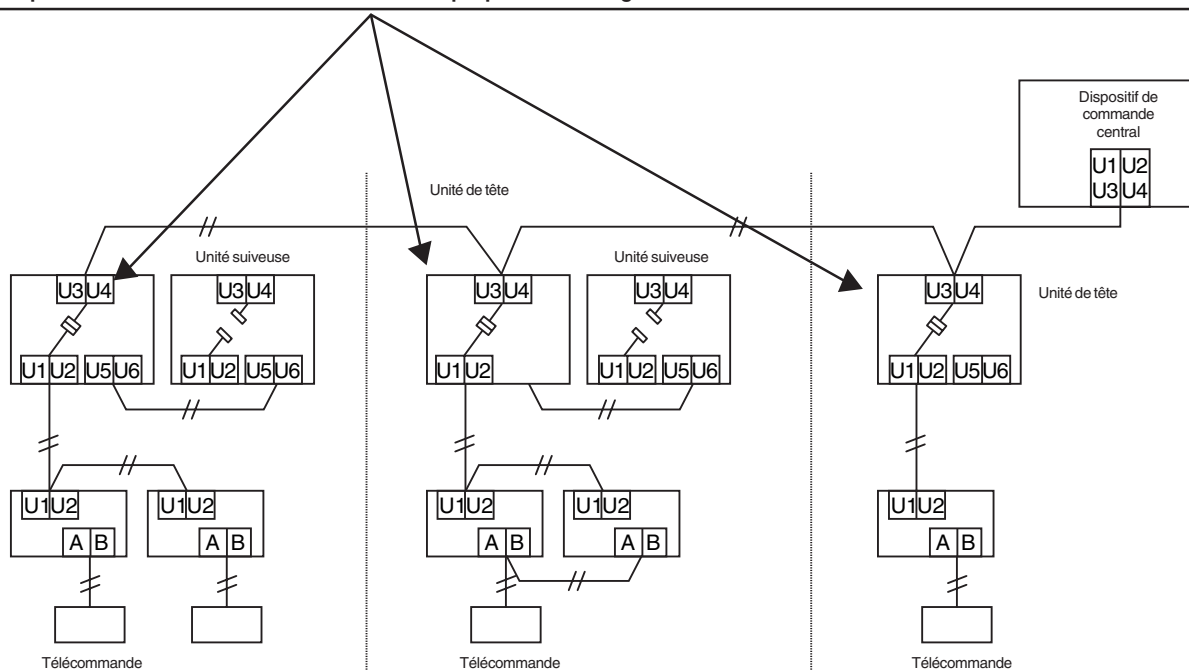 Dispositif de
commande
central
U1 U2
U3 U4
Unité de tête
Unité suiveuse
Unité suiveuse
Unité de tête
U3 U4
U3 U4
U3 U4
U3 U4
U3 U4
U1 U2 U5 U6
U1 U2 U5 U6
U1 U2
U1 U2 U5 U6
U1 U2 U5 U6
U1 U2
U1 U2
U1 U2
U1 U2
U1 U2
A B
A B
A B
A B
A B
Télécommande
Télécommande
Télécommande